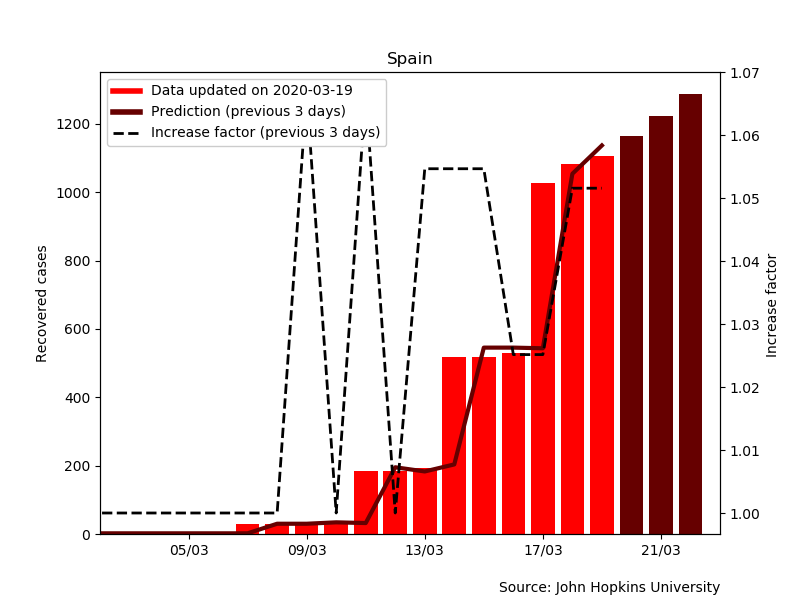 Spain
Data updated on 2020-03-19
Prediction (previous 3 days)
Increase factor (previous 3 days)
Recovered cases
0
200
400
600
800
1000
1200
1.00
1.01
1.02
1.03
1.04
1.05
1.06
1.07
Increase factor
05/03
09/03
13/03
17/03
21/03
Source: John Hopkins University